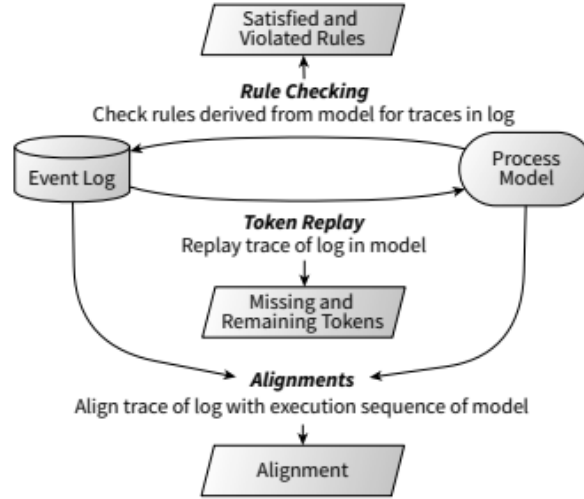 Satisfied and
Violated Rules
Rule Checking
Check rules derived from model for traces in log
Event Log
Process
Model
Token Replay
Replay trace of log in model
Missing and
Remaining Tokens
Alignments
Align trace of log with execution sequence of model
Alignment